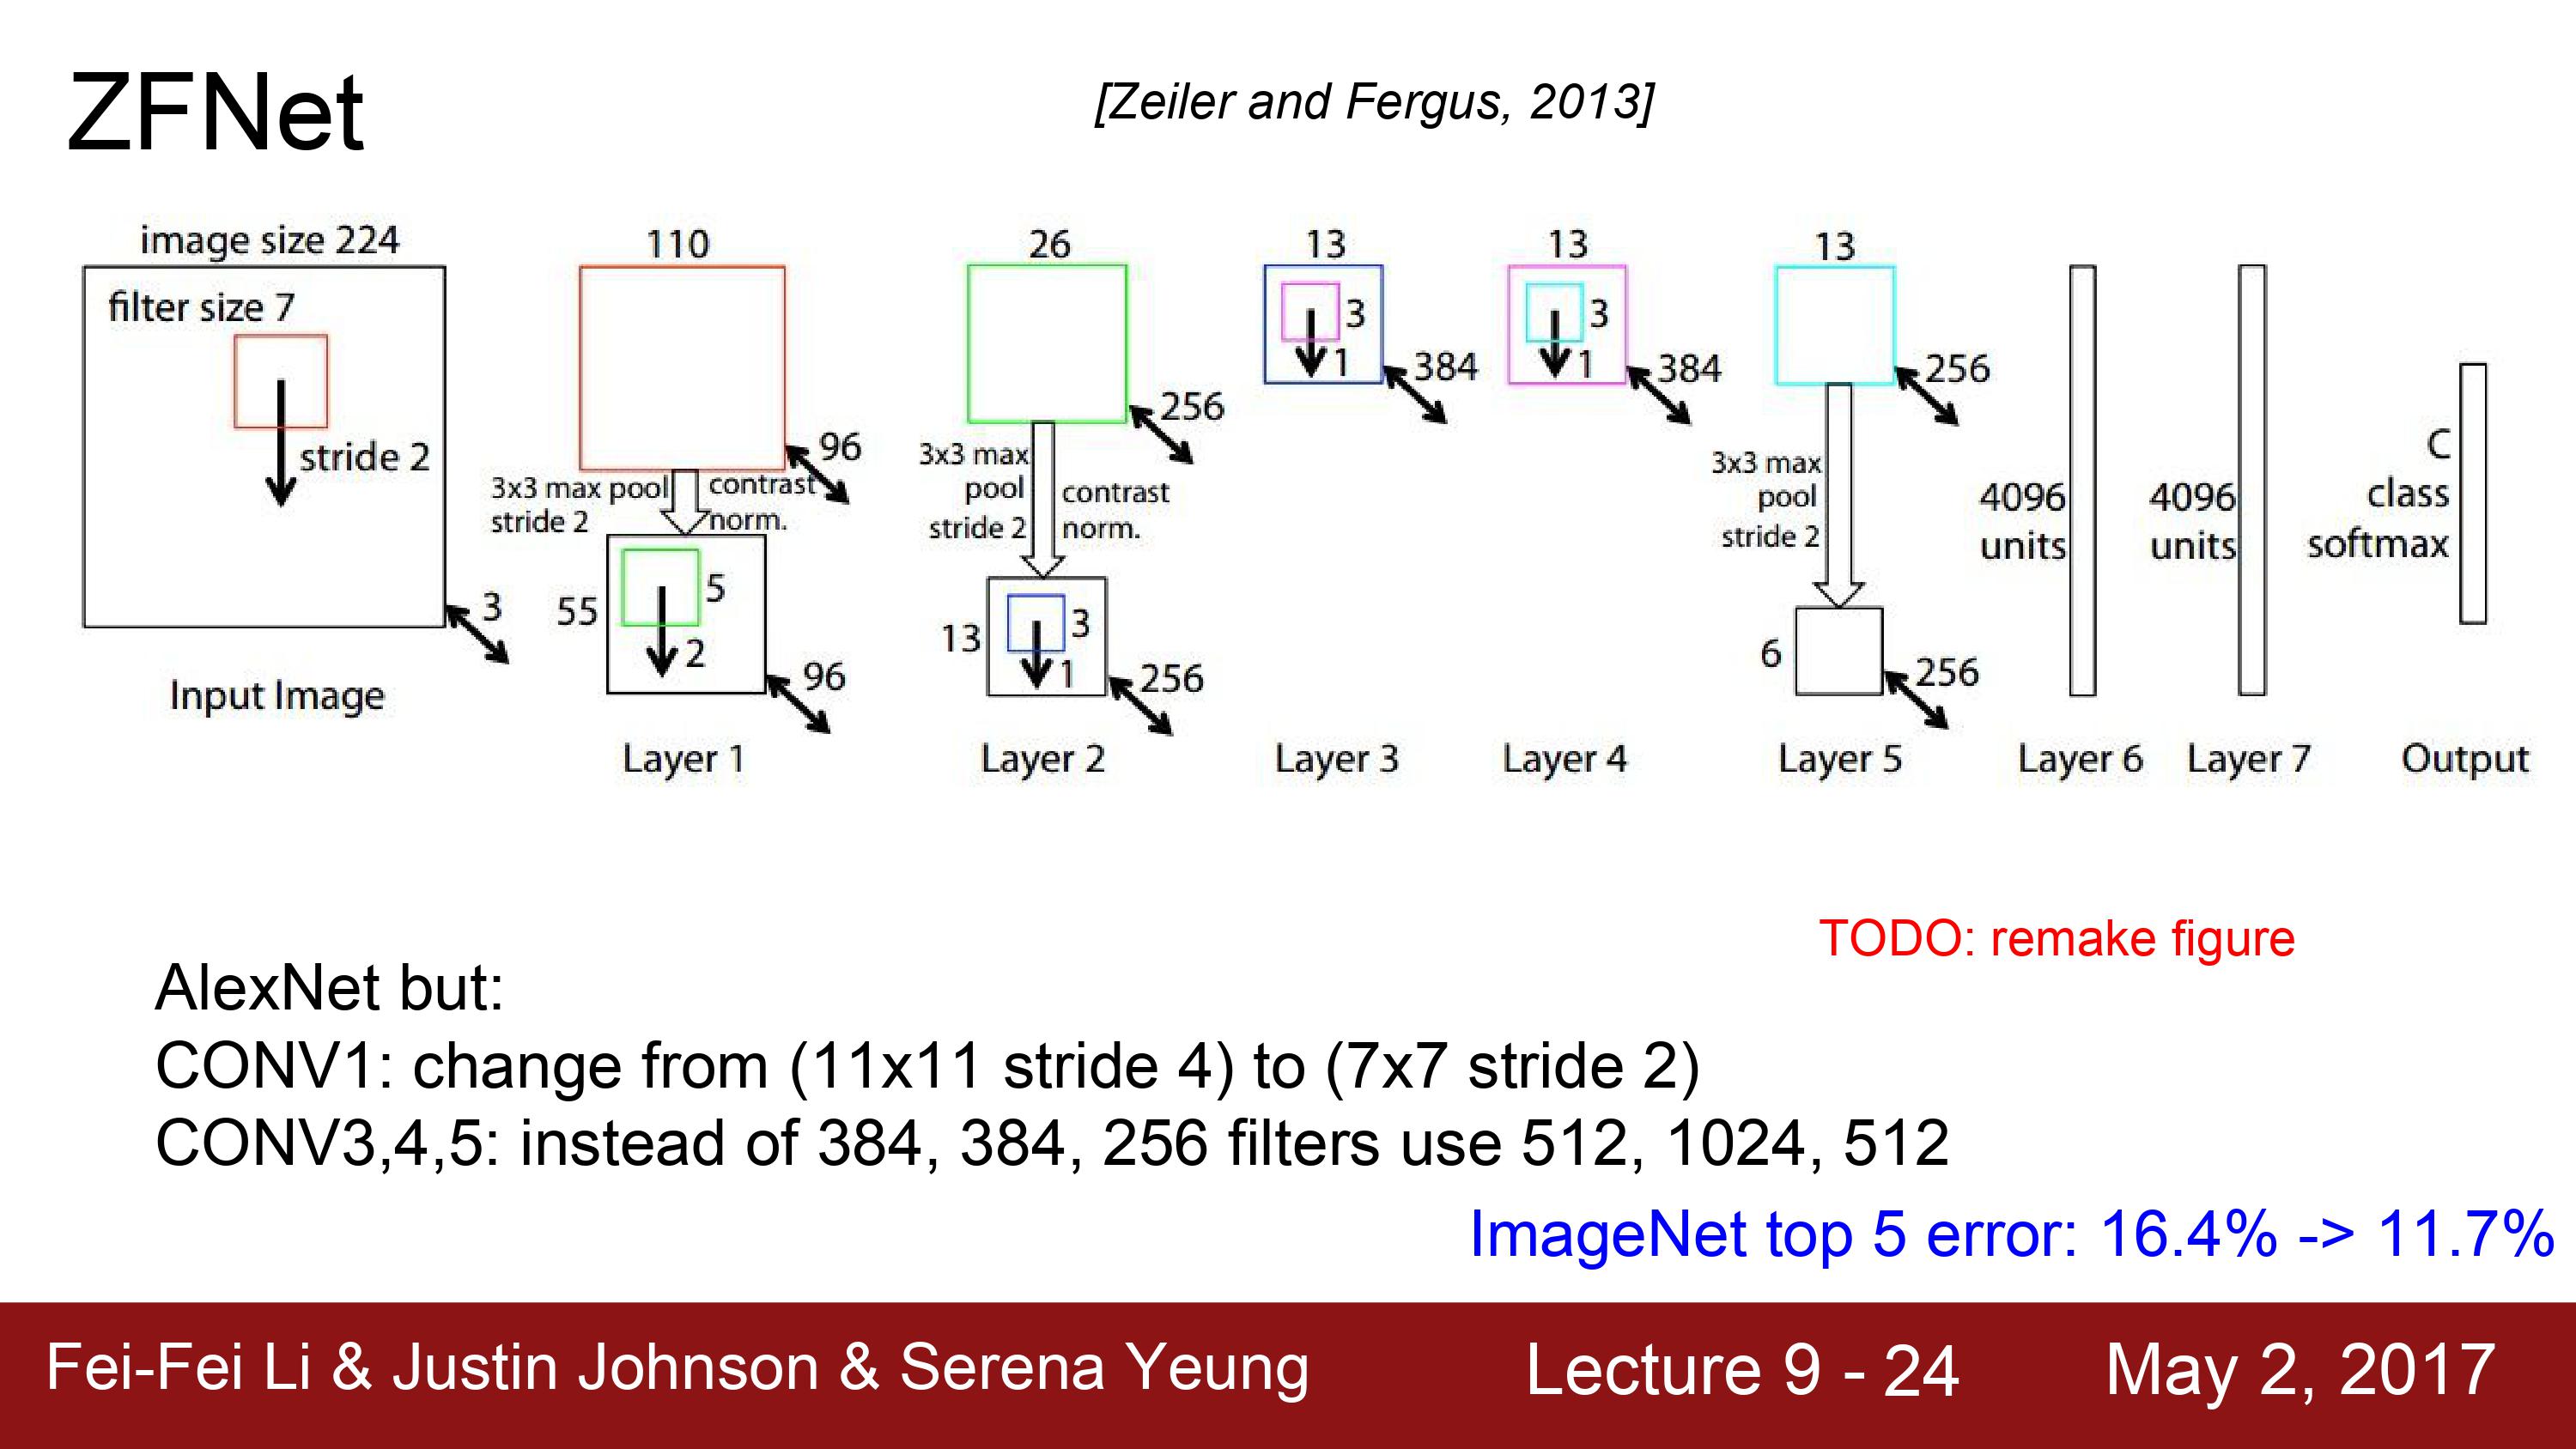 ZFNet
[Zeiler and Fergus, 2013]
image size 224
filter size 7
stride 2
3
Input Image
110
96
3x3 max pool
stride 2
contrast
norm.
55
5
2
96
Layer 1
26
256
3x3 max
pool
stride 2
contrast
norm.
13
3
1
256
Layer 2
13
3
1
384
Layer 3
13
3
1
384
Layer 4
13
256
3x3 max
pool
stride 2
6
256
Layer 5
4096
units
Layer 6
4096
units
Layer 7
C
class
softmax
Output
TODO: remake figure
AlexNet but:
CONV1: change from (11x11 stride 4) to (7x7 stride 2)
CONV3,4,5: instead of 384, 384, 256 filters use 512, 1024, 512
ImageNet top 5 error: 16.4% -> 11.7%
Fei-Fei Li & Justin Johnson & Serena Yeung
Lecture 9 - 24
May 2, 2017